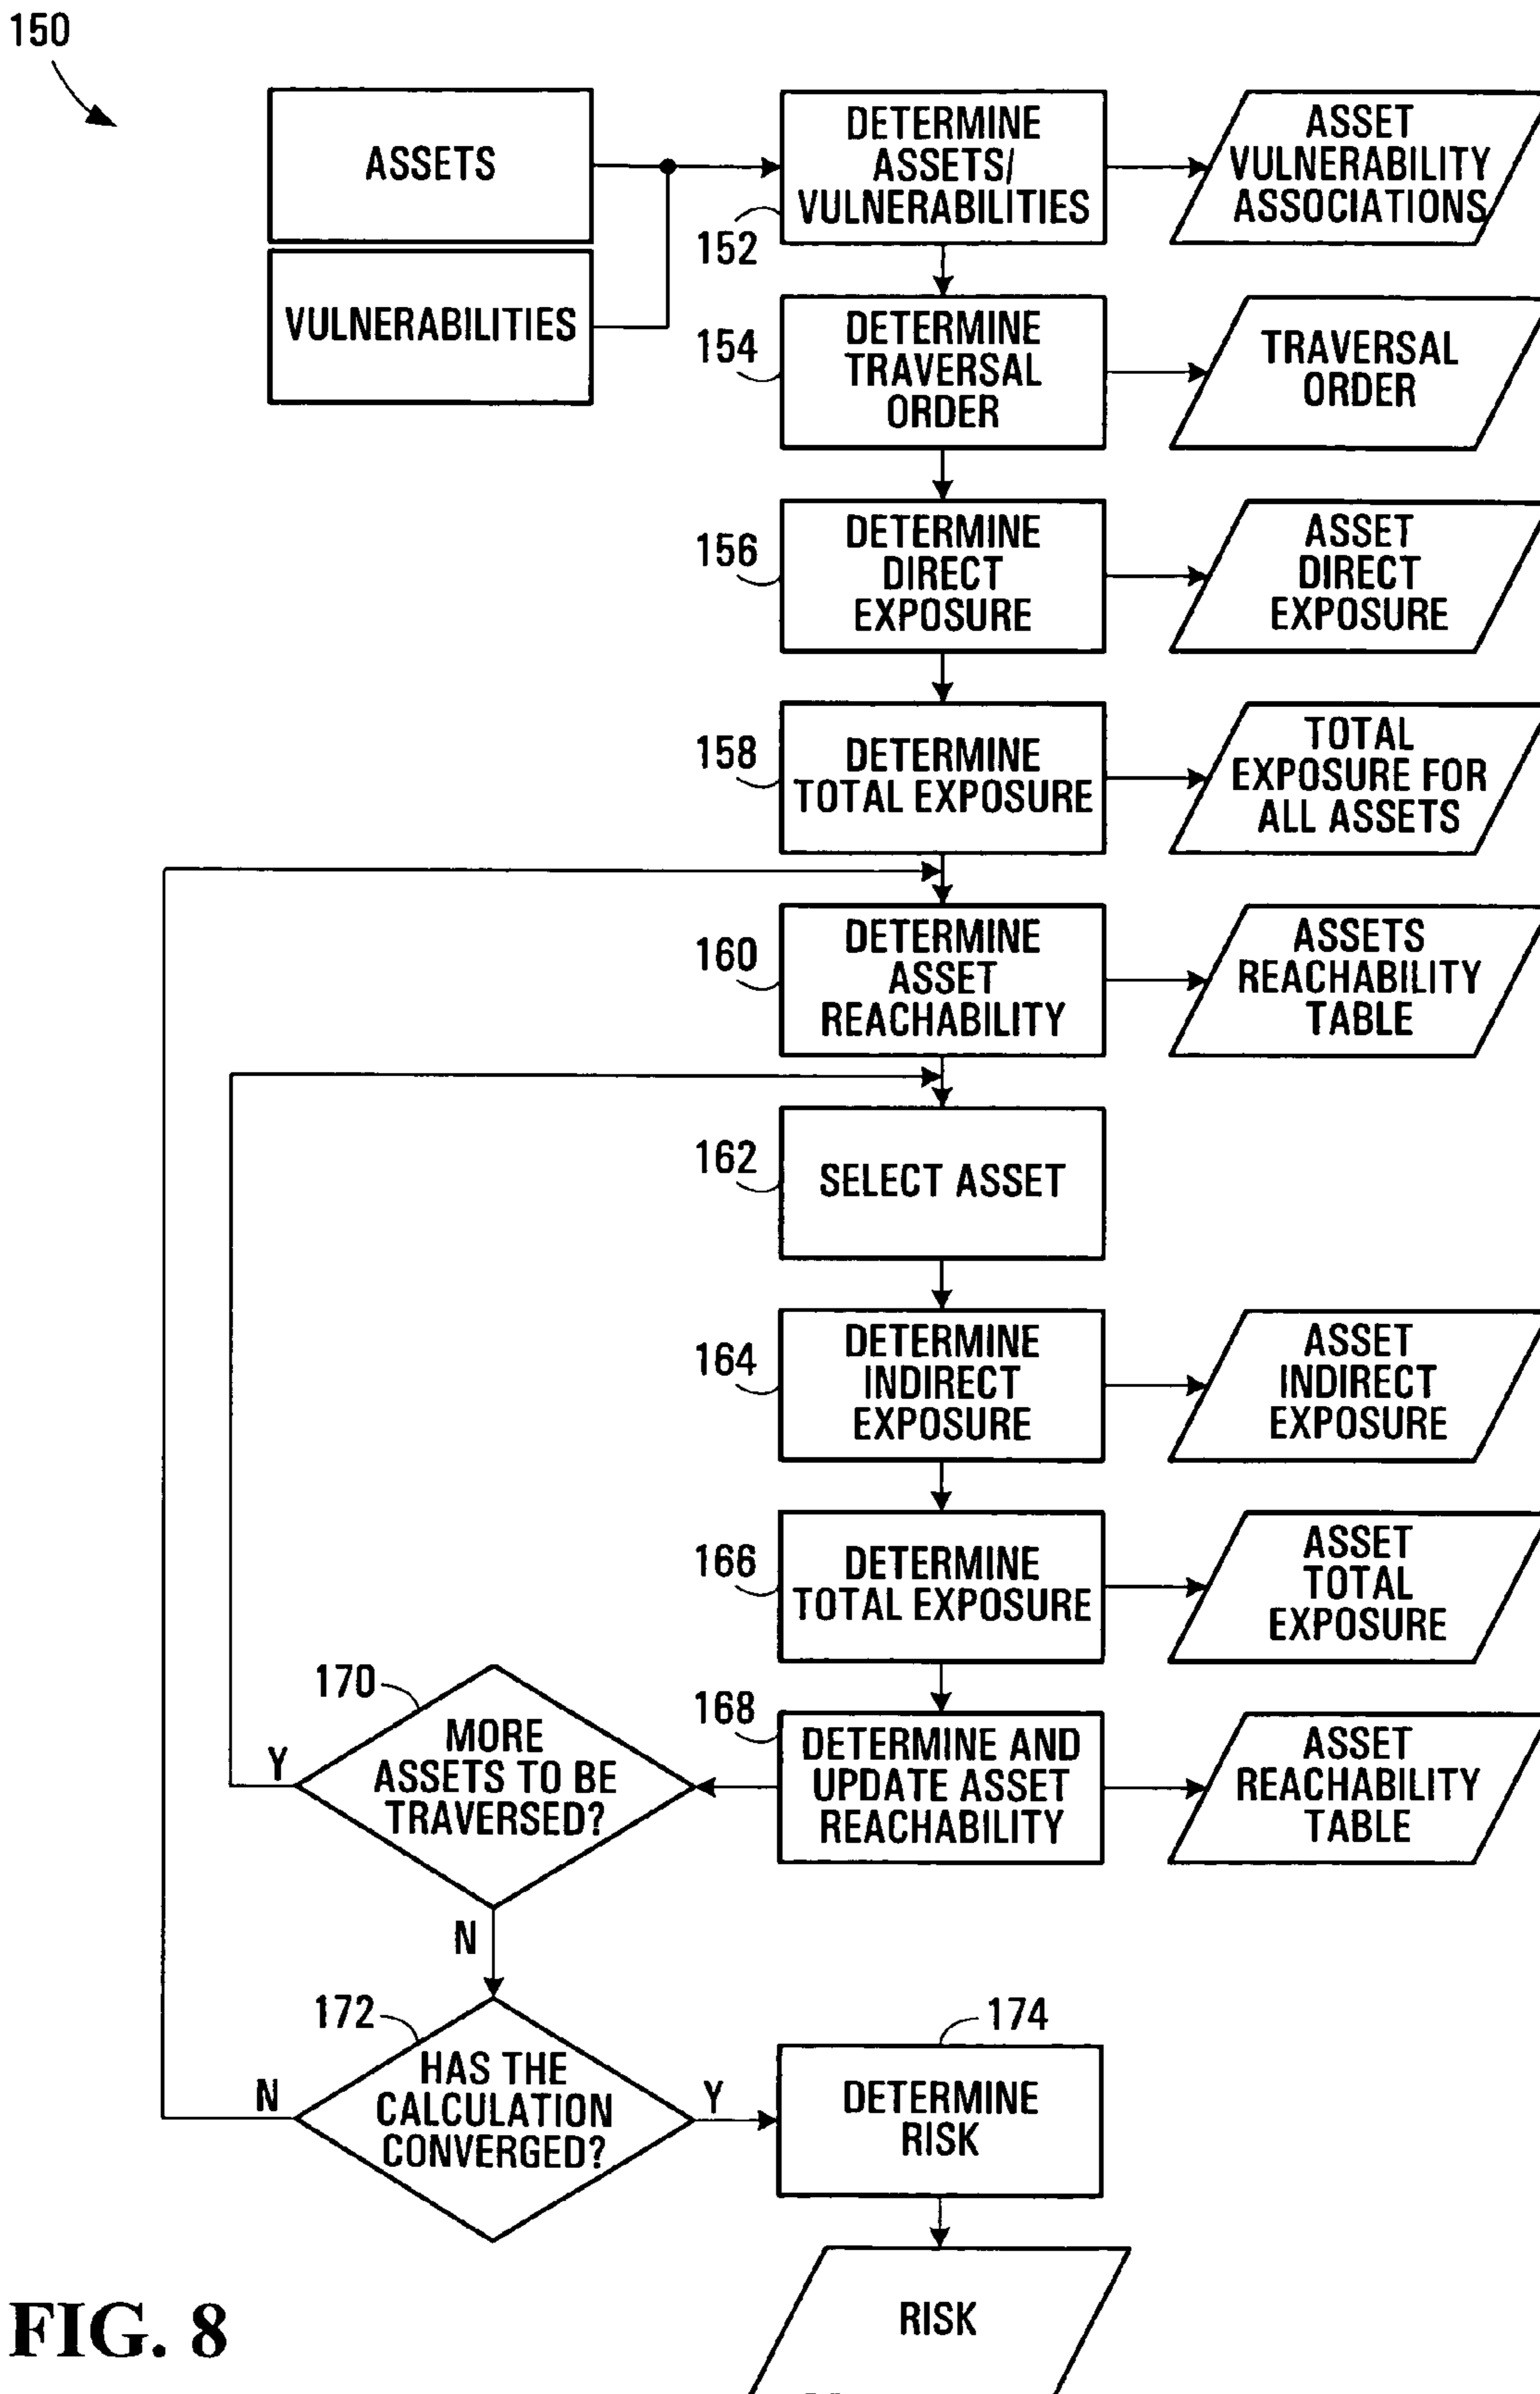 150
ASSETS
VULNERABILITIES
DETERMINE
ASSETS/
VULNERABILITIES
152
ASSET
VULNERABILITY
ASSOCIATIONS
154
DETERMINE
TRAVERSAL
ORDER
TRAVERSAL
ORDER
156
DETERMINE
DIRECT
EXPOSURE
ASSET
DIRECT
EXPOSURE
158
DETERMINE
TOTAL EXPOSURE
TOTAL
EXPOSURE FOR
ALL ASSETS
160
DETERMINE
ASSET
REACHABILITY
ASSETS
REACHABILITY
TABLE
162
SELECT ASSET
164
DETERMINE
INDIRECT
EXPOSURE
ASSET
INDIRECT
EXPOSURE
166
DETERMINE
TOTAL EXPOSURE
ASSET
TOTAL
EXPOSURE
168
DETERMINE AND
UPDATE ASSET
REACHABILITY
ASSET
REACHABILITY
TABLE
170
MORE
ASSETS TO BE
TRAVERSED?
Y
N
172
HAS THE
CALCULATION
CONVERGED?
N
Y
174
DETERMINE
RISK
RISK
FIG. 8